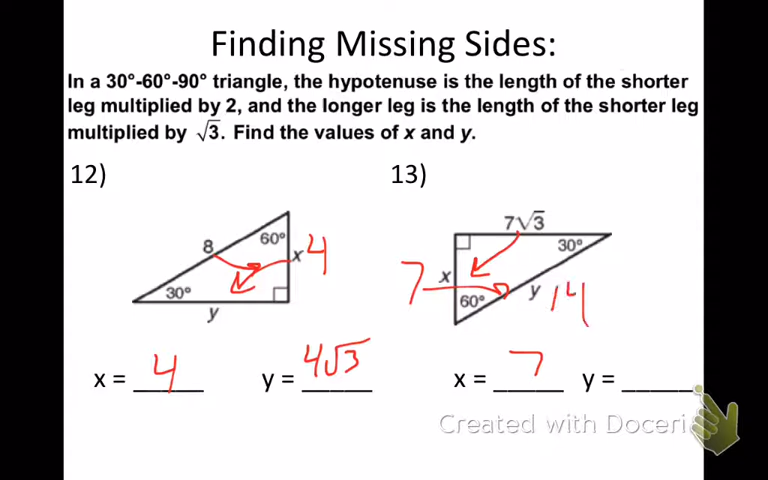 Finding Missing Sides:
In a 30°-60°-90° triangle, the hypotenuse is the length of the shorter
leg multiplied by 2, and the longer leg is the length of the shorter leg
multiplied by √3. Find the values of x and y.
12)
8
60°
x 4
30°
y
x = 4
y = 4√3
13)
7√3
30°
7 x
60°
y 14
x = 7
y = _____
Created with Doceri